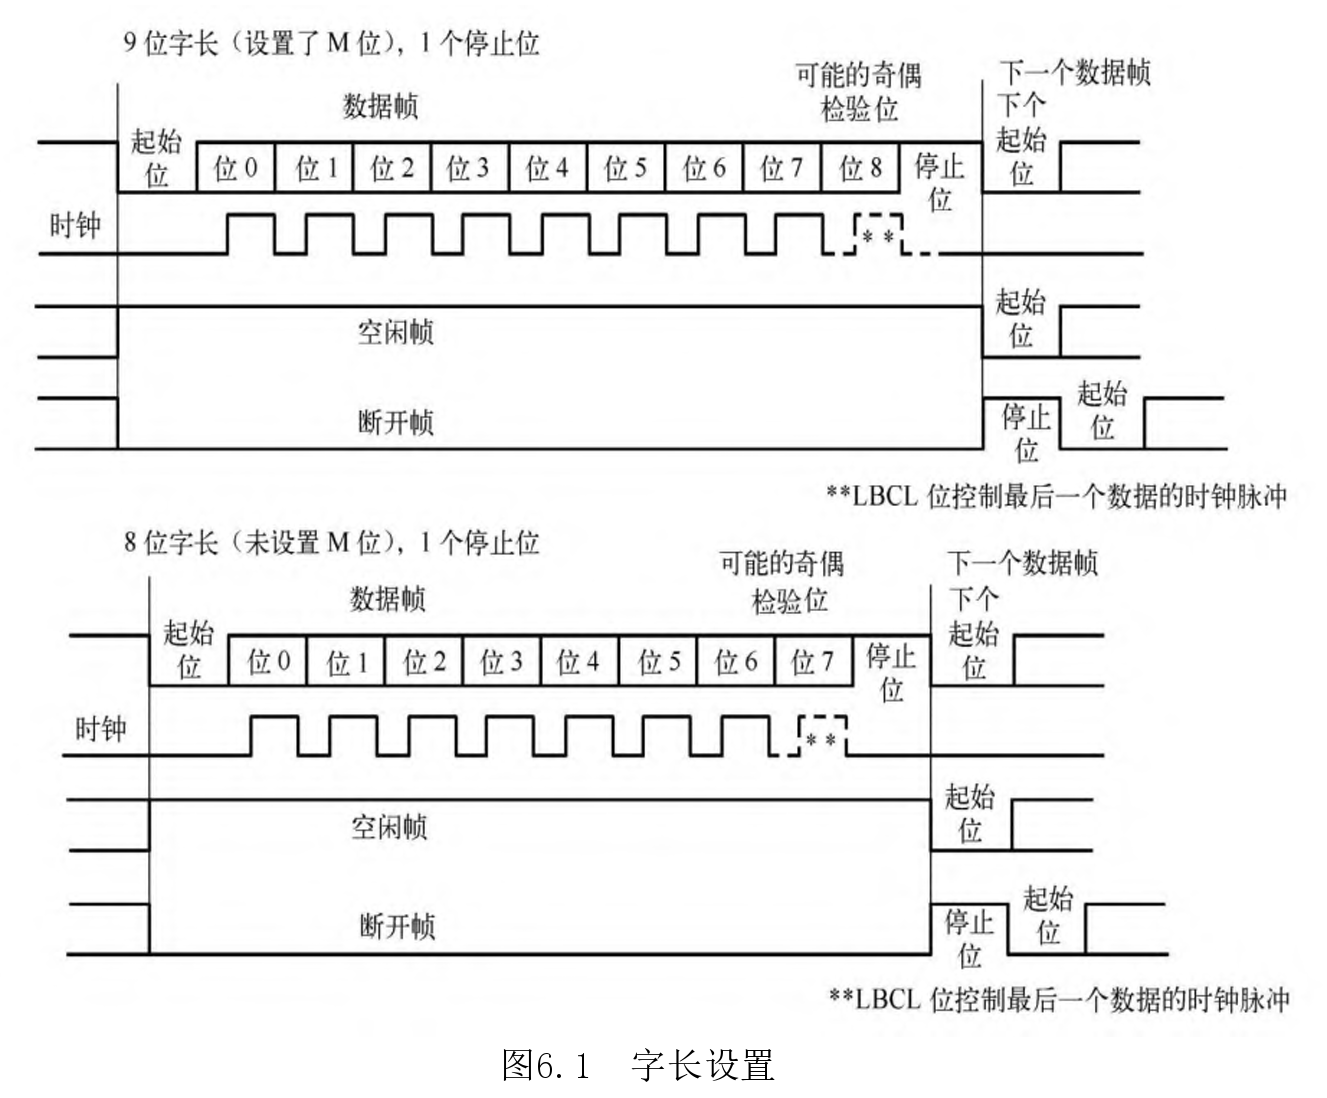 9 位字长（设置了 M 位），1 个停止位
数据帧
可能的奇偶
检验位
下一个数据帧
下个
起始
位
起始
位
位 0
位 1
位 2
位 3
位 4
位 5
位 6
位 7
位 8
停止
位
时钟
**
空闲帧
起始
位
断开帧
停止
位
起始
位
**LBCL 位控制最后一个数据的时钟脉冲
8 位字长（未设置 M 位），1 个停止位
数据帧
可能的奇偶
检验位
下一个数据帧
下个
起始
位
起始
位
位 0
位 1
位 2
位 3
位 4
位 5
位 6
位 7
停止
位
时钟
**
空闲帧
起始
位
断开帧
停止
位
起始
位
**LBCL 位控制最后一个数据的时钟脉冲
图6.1 字长设置